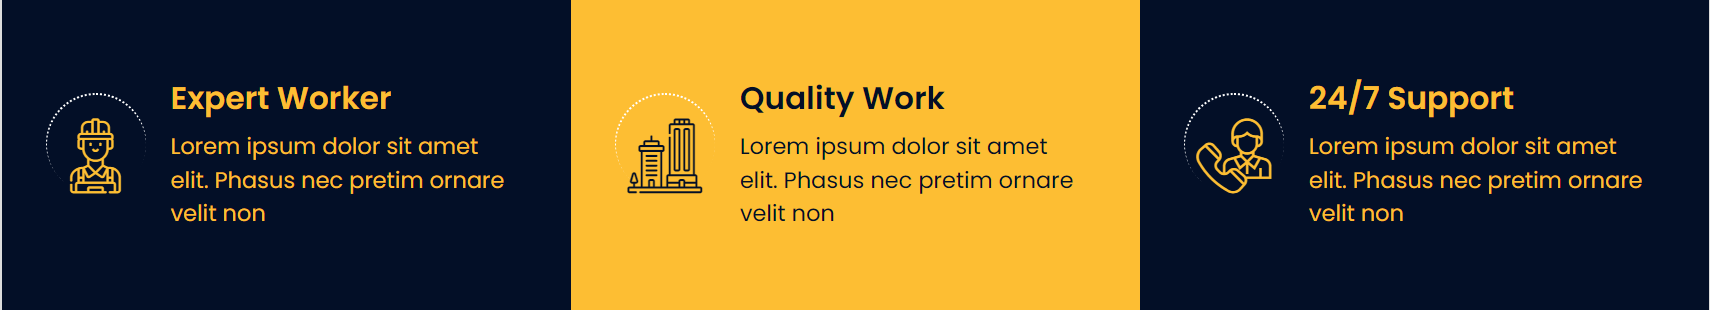 Expert Worker
Lorem ipsum dolor sit amet
elit. Phasus nec pretim ornare
velit non
Quality Work
Lorem ipsum dolor sit amet
elit. Phasus nec pretim ornare
velit non
24/7 Support
Lorem ipsum dolor sit amet
elit. Phasus nec pretim ornare
velit non